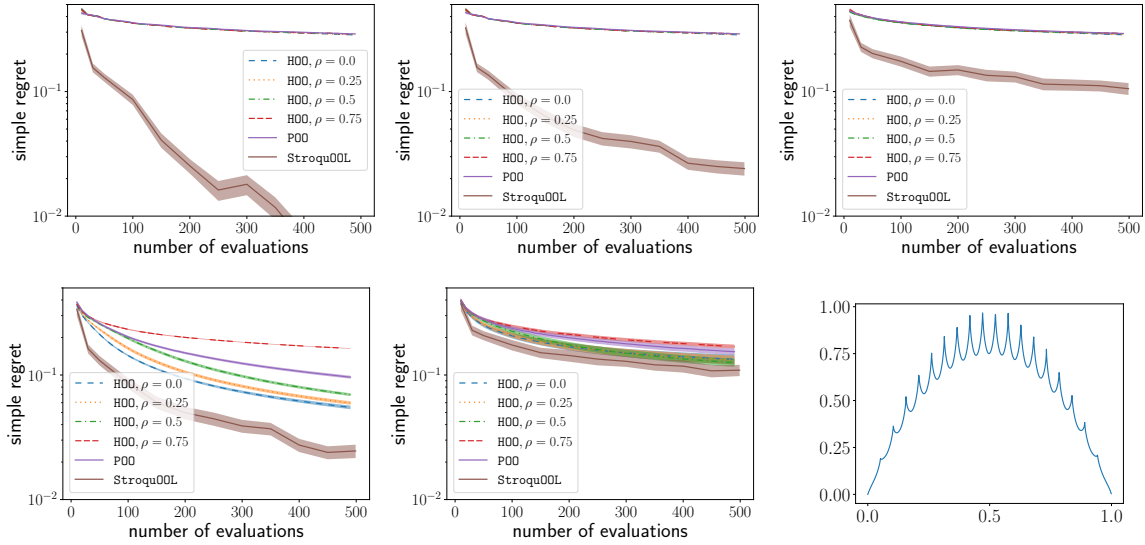 simple regret
10⁻¹
10⁻²
HOO, ρ = 0.0
HOO, ρ = 0.25
HOO, ρ = 0.5
HOO, ρ = 0.75
POO
StroquOOL
0 100 200 300 400 500
number of evaluations
simple regret
10⁻¹
10⁻²
HOO, ρ = 0.0
HOO, ρ = 0.25
HOO, ρ = 0.5
HOO, ρ = 0.75
POO
StroquOOL
0 100 200 300 400 500
number of evaluations
simple regret
10⁻¹
10⁻²
HOO, ρ = 0.0
HOO, ρ = 0.25
HOO, ρ = 0.5
HOO, ρ = 0.75
POO
StroquOOL
0 100 200 300 400 500
number of evaluations
simple regret
10⁻¹
10⁻²
HOO, ρ = 0.0
HOO, ρ = 0.25
HOO, ρ = 0.5
HOO, ρ = 0.75
POO
StroquOOL
0 100 200 300 400 500
number of evaluations
simple regret
10⁻¹
10⁻²
HOO, ρ = 0.0
HOO, ρ = 0.25
HOO, ρ = 0.5
HOO, ρ = 0.75
POO
StroquOOL
0 100 200 300 400 500
number of evaluations
1.00
0.75
0.50
0.25
0.00
0.0 0.5 1.0